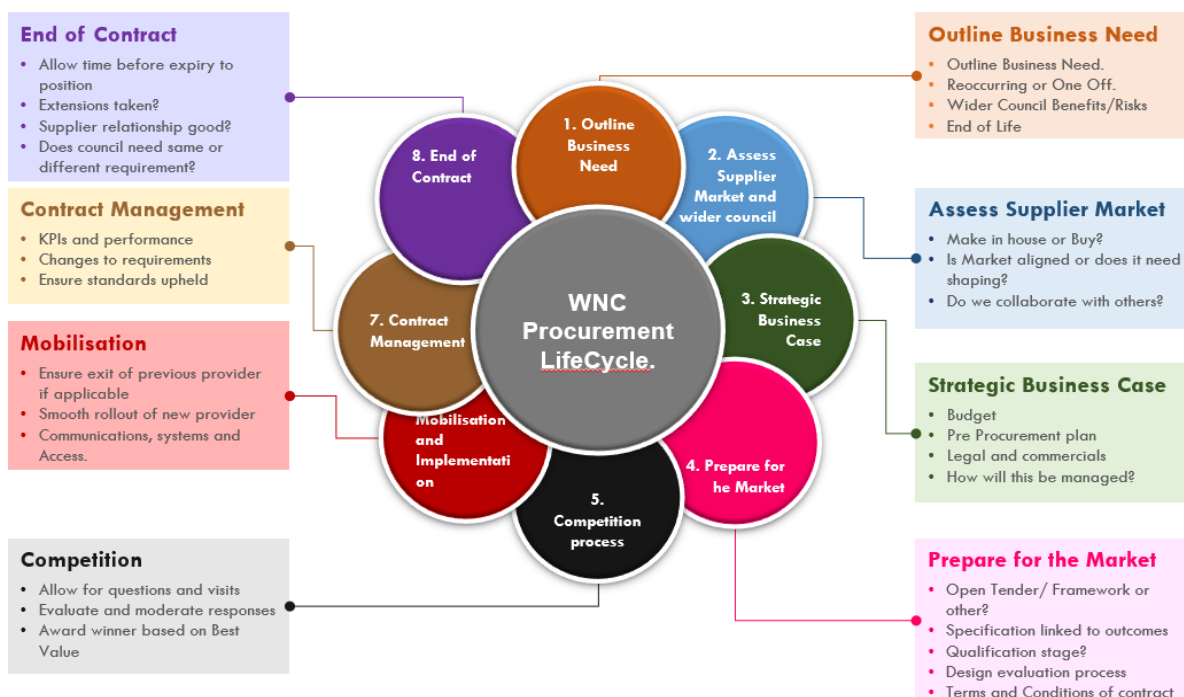 End of Contract
• Allow time before expiry to
position
• Extensions taken?
• Supplier relationship good?
• Does council need same or
different requirement?
Contract Management
• KPIs and performance
• Changes to requirements
• Ensure standards upheld
Mobilisation
• Ensure exit of previous provider
if applicable
• Smooth rollout of new provider
• Communications, systems and
Access.
Competition
• Allow for questions and visits
• Evaluate and moderate responses
• Award winner based on Best
Value
1. Outline
Business
Need
2. Assess
Supplier
Market and
wider council
3. Strategic
Business
Case
4. Prepare for
he Market
5.
Competition
process
Mobilisation
and
Implementati
on
7. Contract
Management
8. End of
Contract
WNC
Procurement
LifeCycle.
Outline Business Need
• Outline Business Need.
• Reoccurring or One Off.
• Wider Council Benefits/Risks
• End of Life
Assess Supplier Market
• Make in house or Buy?
• Is Market aligned or does it need
shaping?
• Do we collaborate with others?
Strategic Business Case
• Budget
• Pre Procurement plan
• Legal and commercials
• How will this be managed?
Prepare for the Market
• Open Tender/ Framework or
other?
• Specification linked to outcomes
• Qualification stage?
• Design evaluation process
• Terms and Conditions of contract